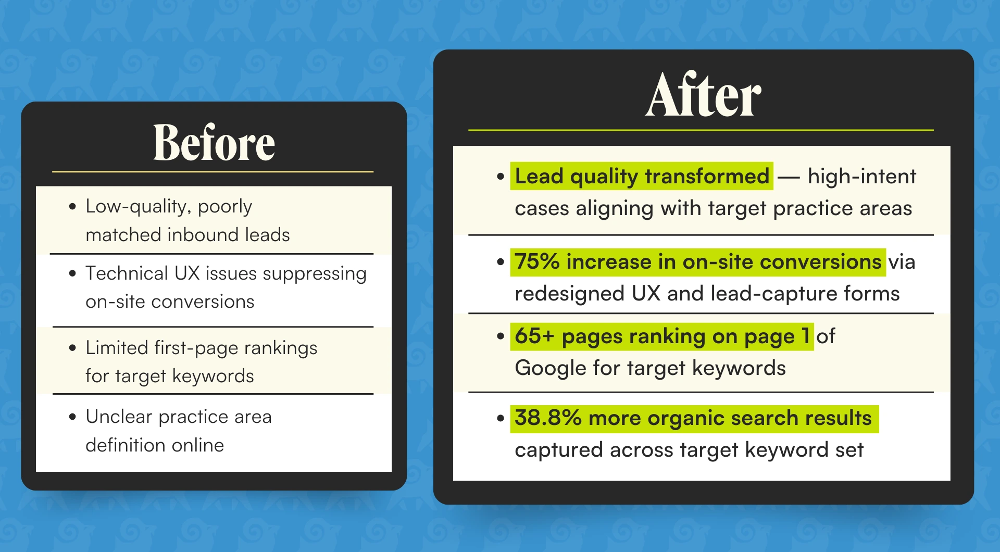 Before
• Low-quality, poorly
matched inbound leads
• Technical UX issues suppressing
on-site conversions
• Limited first-page rankings
for target keywords
• Unclear practice area
definition online
After
• Lead quality transformed — high-intent
cases aligning with target practice areas
• 75% increase in on-site conversions via
redesigned UX and lead-capture forms
• 65+ pages ranking on page 1 of
Google for target keywords
• 38.8% more organic search results
captured across target keyword set